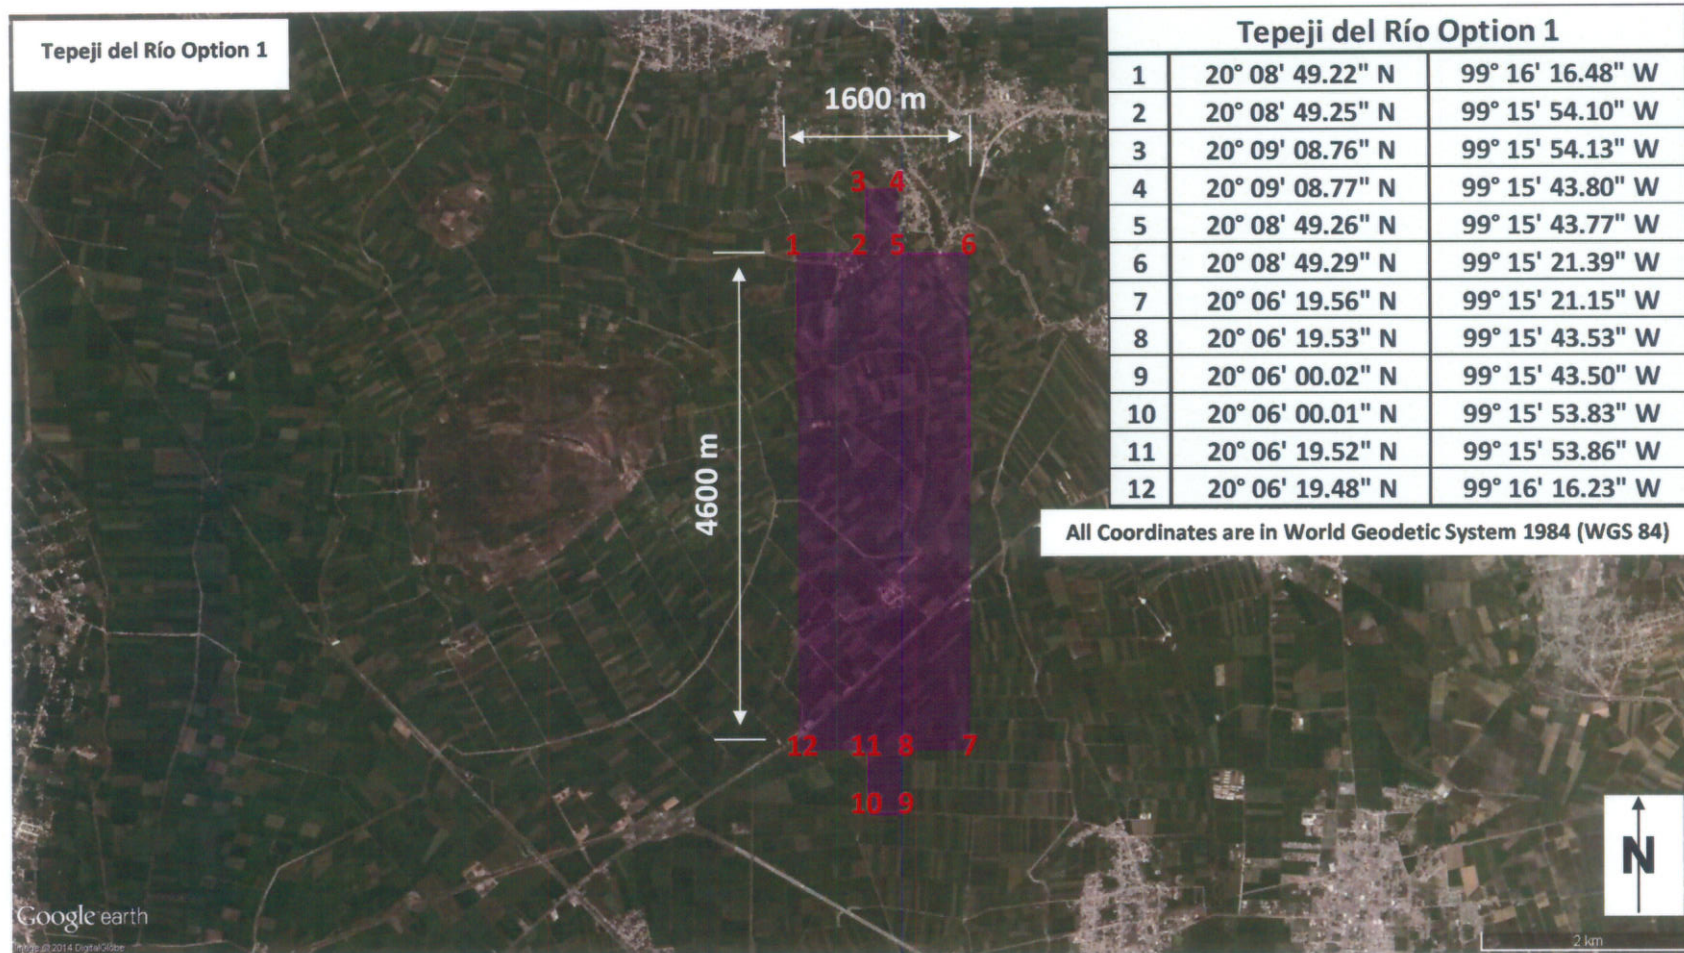 Tepeji del Río Option 1
Tepeji del Río Option 1
1 20° 08' 49.22" N 99° 16' 16.48" W
2 20° 08' 49.25" N 99° 15' 54.10" W
3 20° 09' 08.76" N 99° 15' 54.13" W
4 20° 09' 08.77" N 99° 15' 43.80" W
5 20° 08' 49.26" N 99° 15' 43.77" W
6 20° 08' 49.29" N 99° 15' 21.39" W
7 20° 06' 19.56" N 99° 15' 21.15" W
8 20° 06' 19.53" N 99° 15' 43.53" W
9 20° 06' 00.02" N 99° 15' 43.50" W
10 20° 06' 00.01" N 99° 15' 53.83" W
11 20° 06' 19.52" N 99° 15' 53.86" W
12 20° 06' 19.48" N 99° 16' 16.23" W
All Coordinates are in World Geodetic System 1984 (WGS 84)
1600 m
3 4
1 2 5 6
4600 m
12 11 8 7
10 9
N
Google earth
Image © 2014 DigitalGlobe
2 km